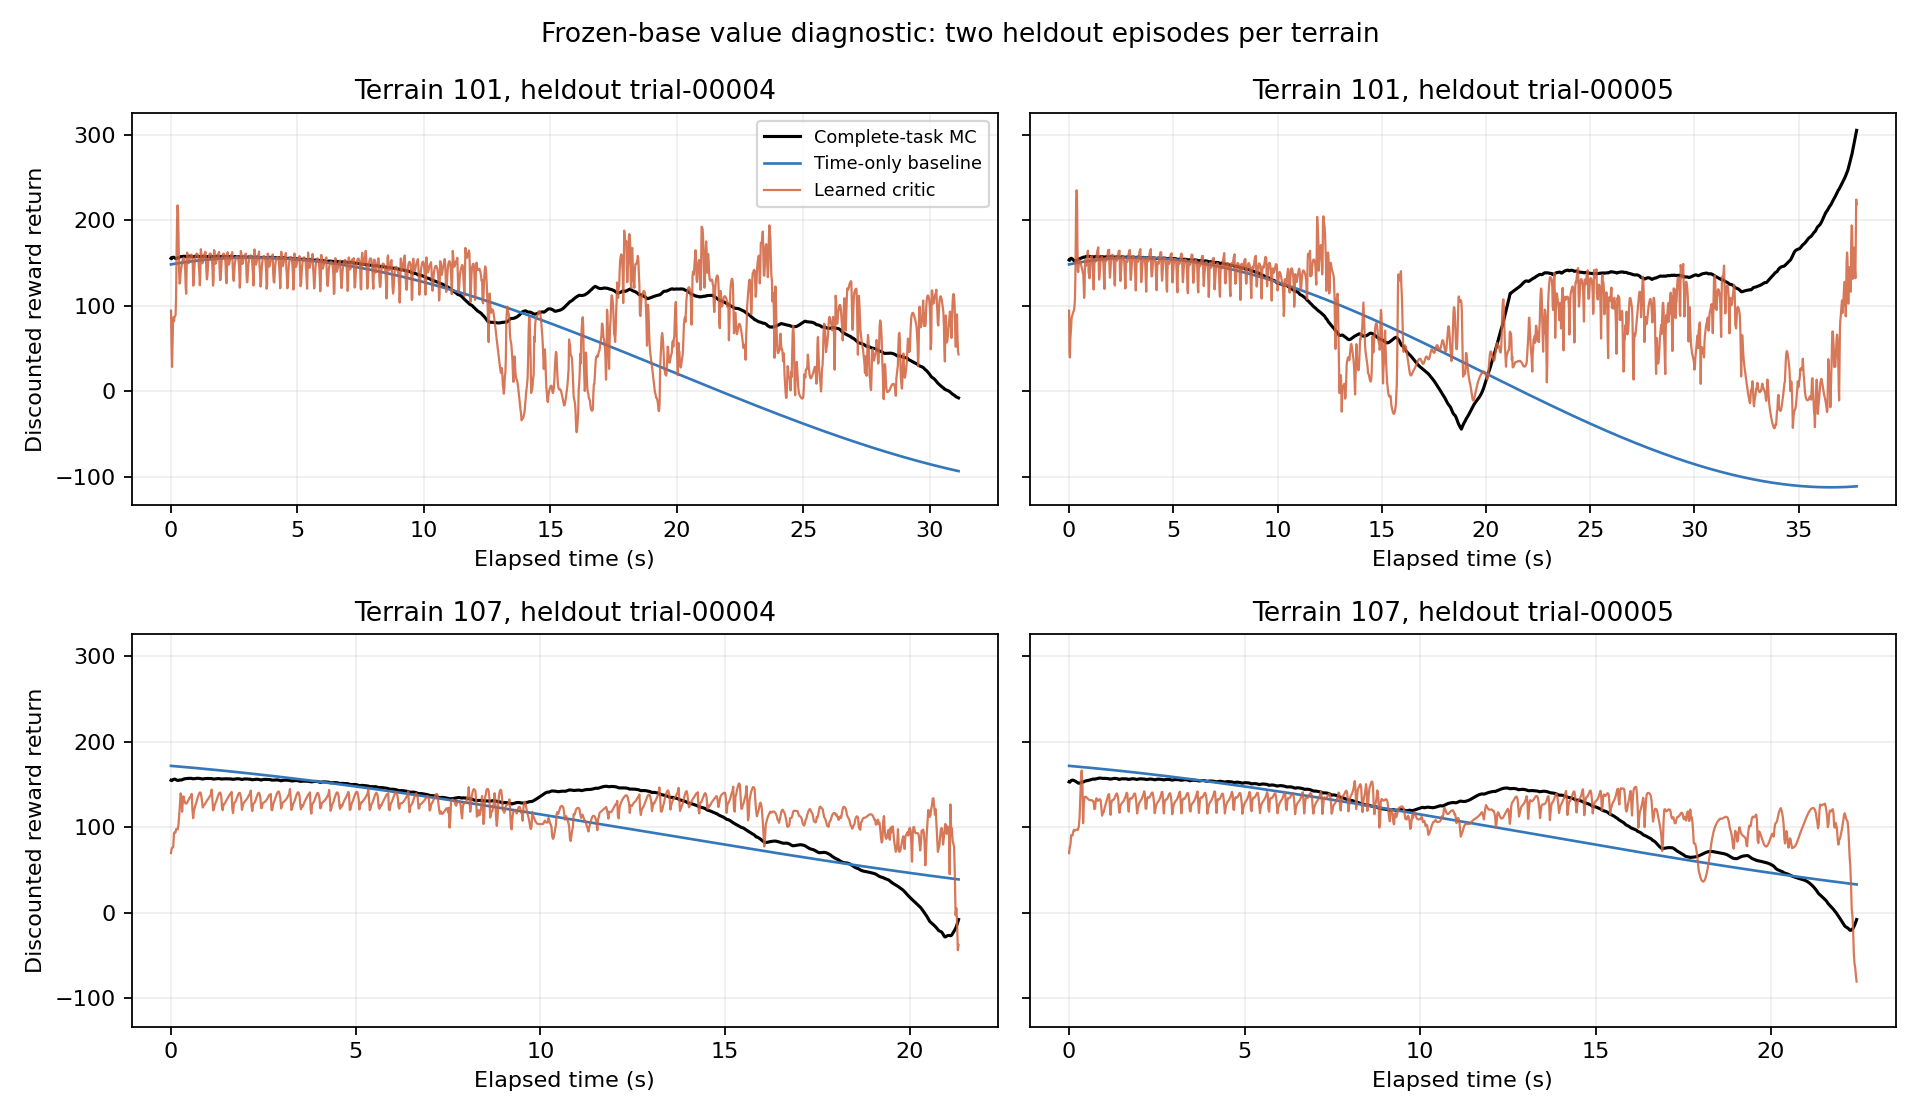 Frozen-base value diagnostic: two heldout episodes per terrain
Terrain 101, heldout trial-00004
Discounted reward return
300
200
100
0
−100
Complete-task MC
Time-only baseline
Learned critic
0 5 10 15 20 25 30
Elapsed time (s)
Terrain 101, heldout trial-00005
0 5 10 15 20 25 30 35
Elapsed time (s)
Terrain 107, heldout trial-00004
Discounted reward return
300
200
100
0
−100
0 5 10 15 20
Elapsed time (s)
Terrain 107, heldout trial-00005
0 5 10 15 20
Elapsed time (s)